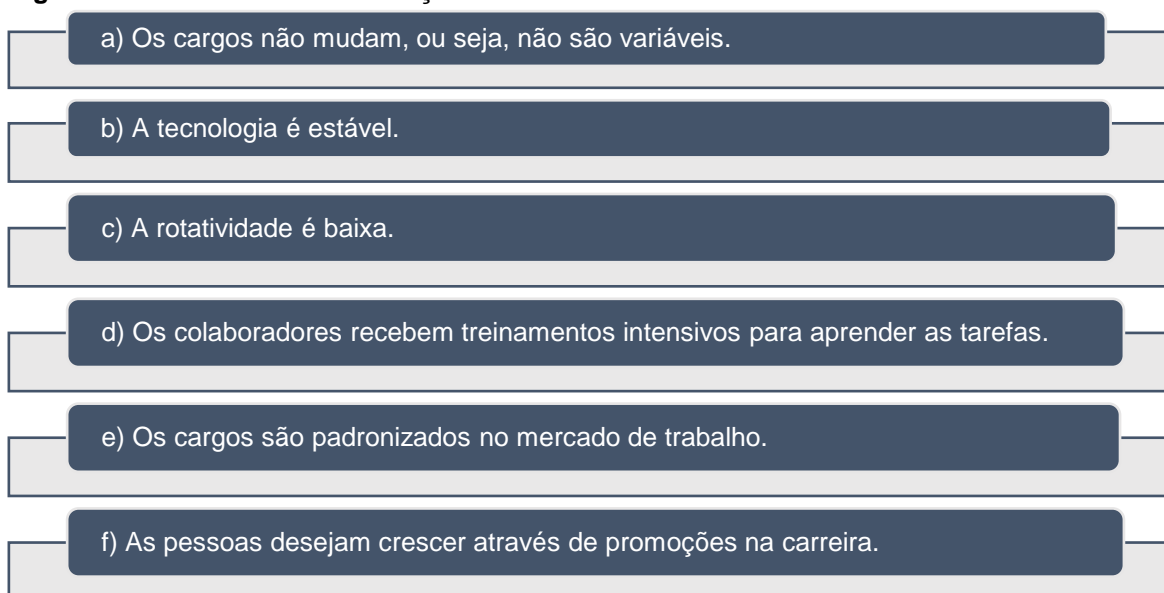 a) Os cargos não mudam, ou seja, não são variáveis.
b) A tecnologia é estável.
c) A rotatividade é baixa.
d) Os colaboradores recebem treinamentos intensivos para aprender as tarefas.
e) Os cargos são padronizados no mercado de trabalho.
f) As pessoas desejam crescer através de promoções na carreira.